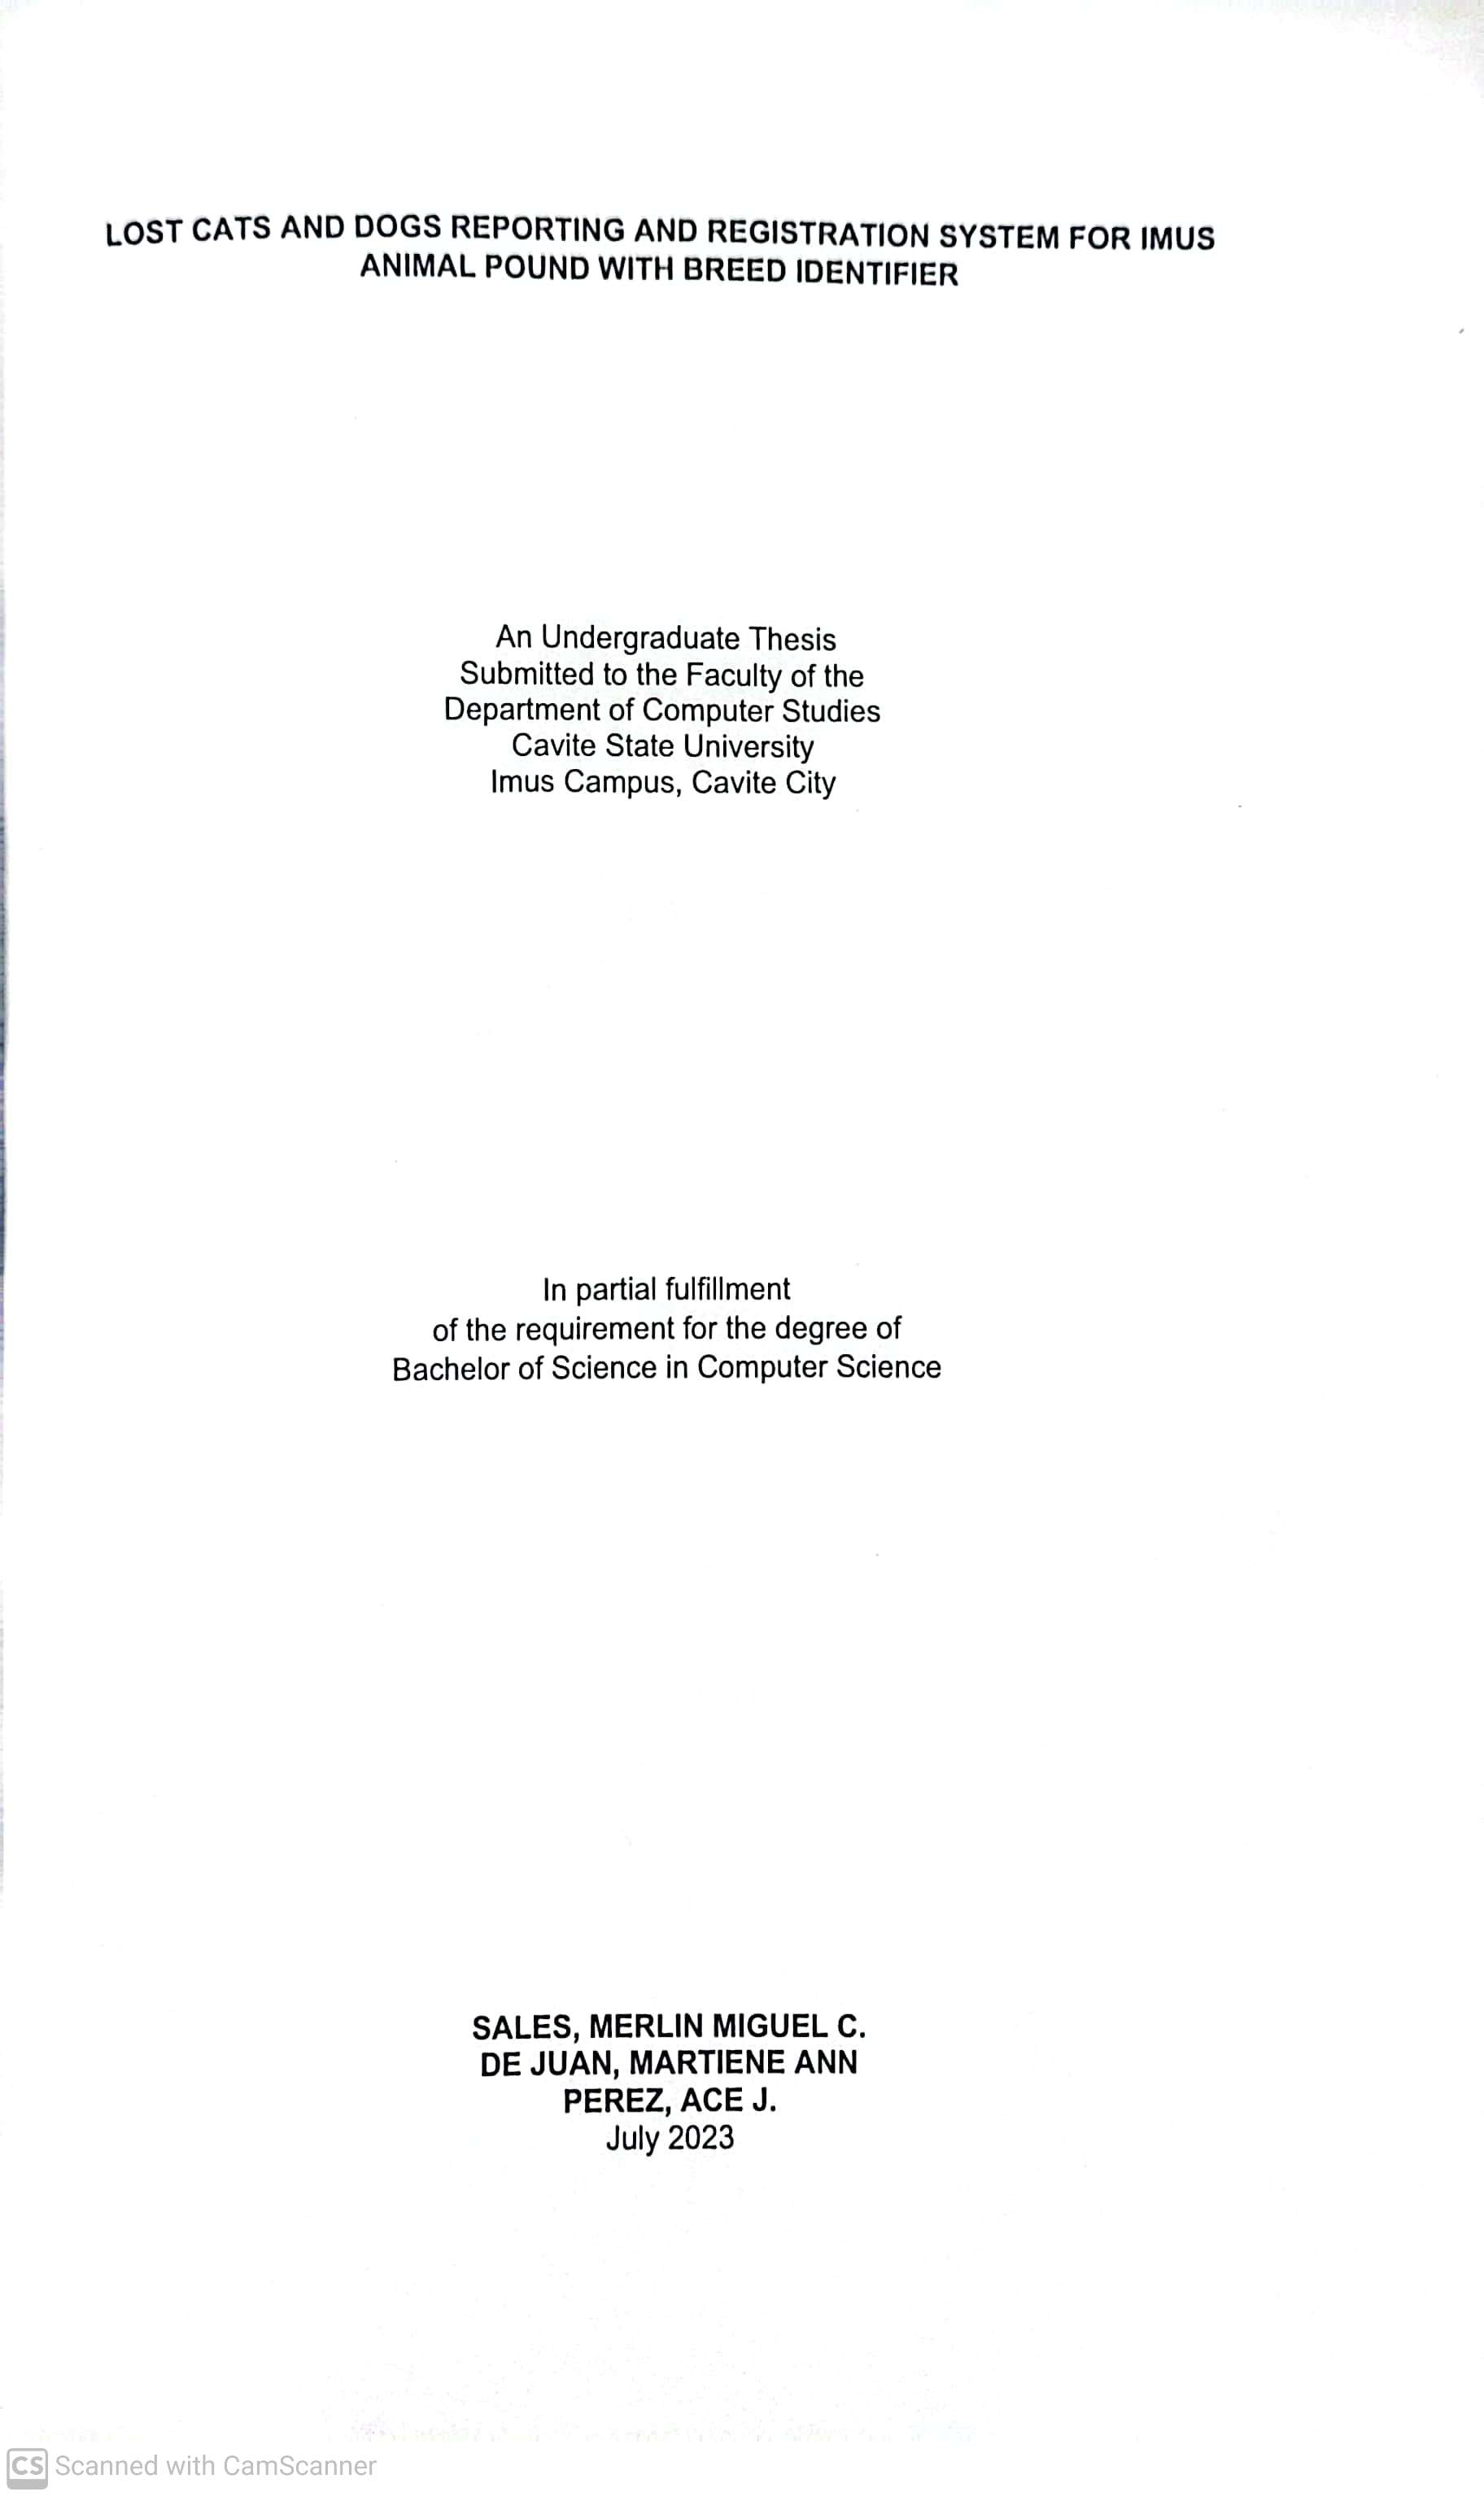 LOST CATS AND DOGS REPORTING AND REGISTRATION SYSTEM FOR IMUS
ANIMAL POUND WITH BREED IDENTIFIER
An Undergraduate Thesis
Submitted to the Faculty of the
Department of Computer Studies
Cavite State University
Imus Campus, Cavite City
In partial fulfillment
of the requirement for the degree of
Bachelor of Science in Computer Science
SALES, MERLIN MIGUEL C.
DE JUAN, MARTIENE ANN
PEREZ, ACE J.
July 2023
CS Scanned with CamScanner